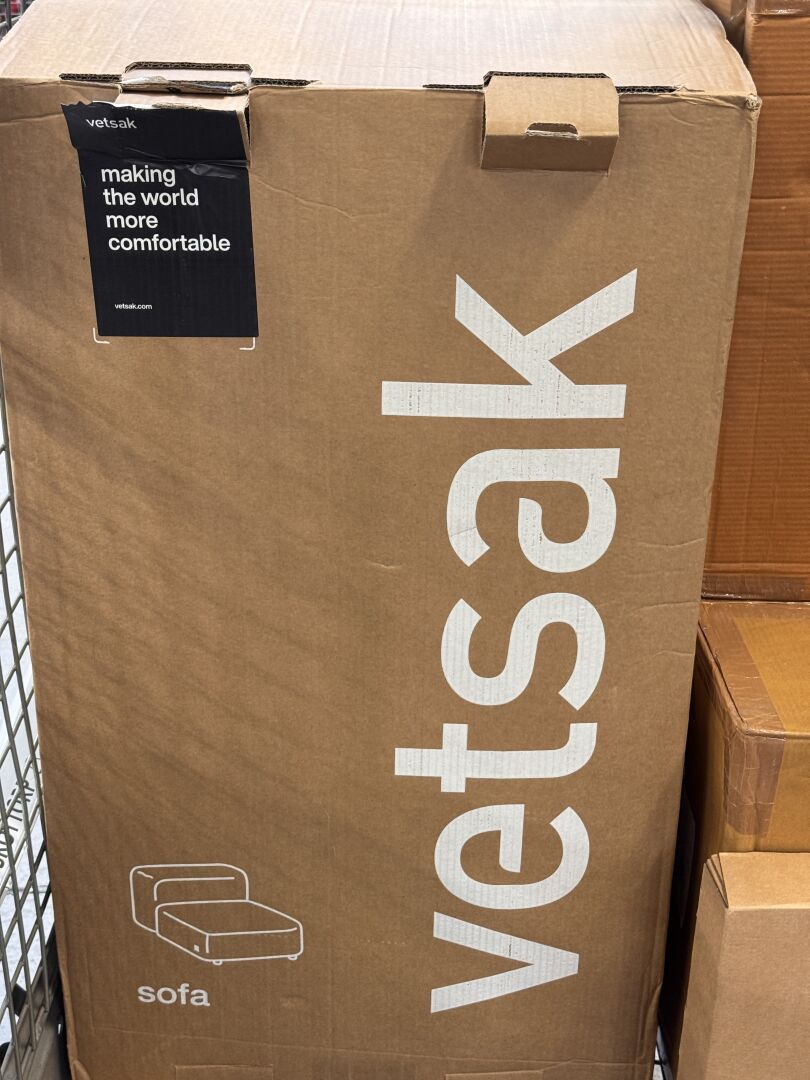 vetsak
making
the world
more
comfortable
vetsak.com
vetsak
sofa